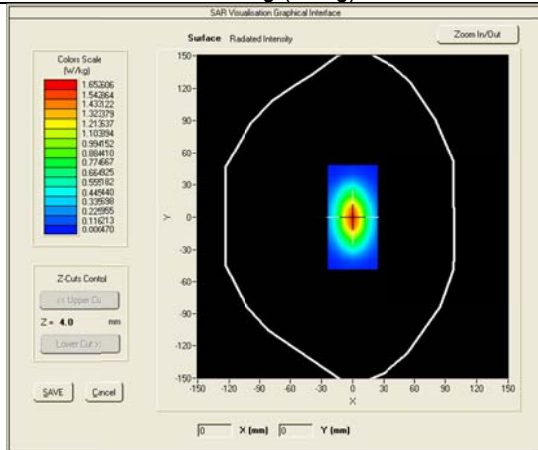 SAR Visualisation Graphical Interface
Surface Radiated Intensity
Zoom In/Out
Colors Scale
(W/kg)
1.652606
1.542864
1.433122
1.323379
1.213637
1.103894
0.994152
0.884410
0.774667
0.664925
0.555182
0.445440
0.335698
0.225955
0.116213
0.006470
Z-Cuts Control
<< Upper Cu
Z = 4.0 mm
Lower Cut >>
SAVE
Cancel
150-
120-
90-
60-
30-
0-
-30-
-60-
-90-
-120-
-150-
Y
-150 -120 -90 -60 -30 0 30 60 90 120 150
X
0 X (mm) 0 Y (mm)